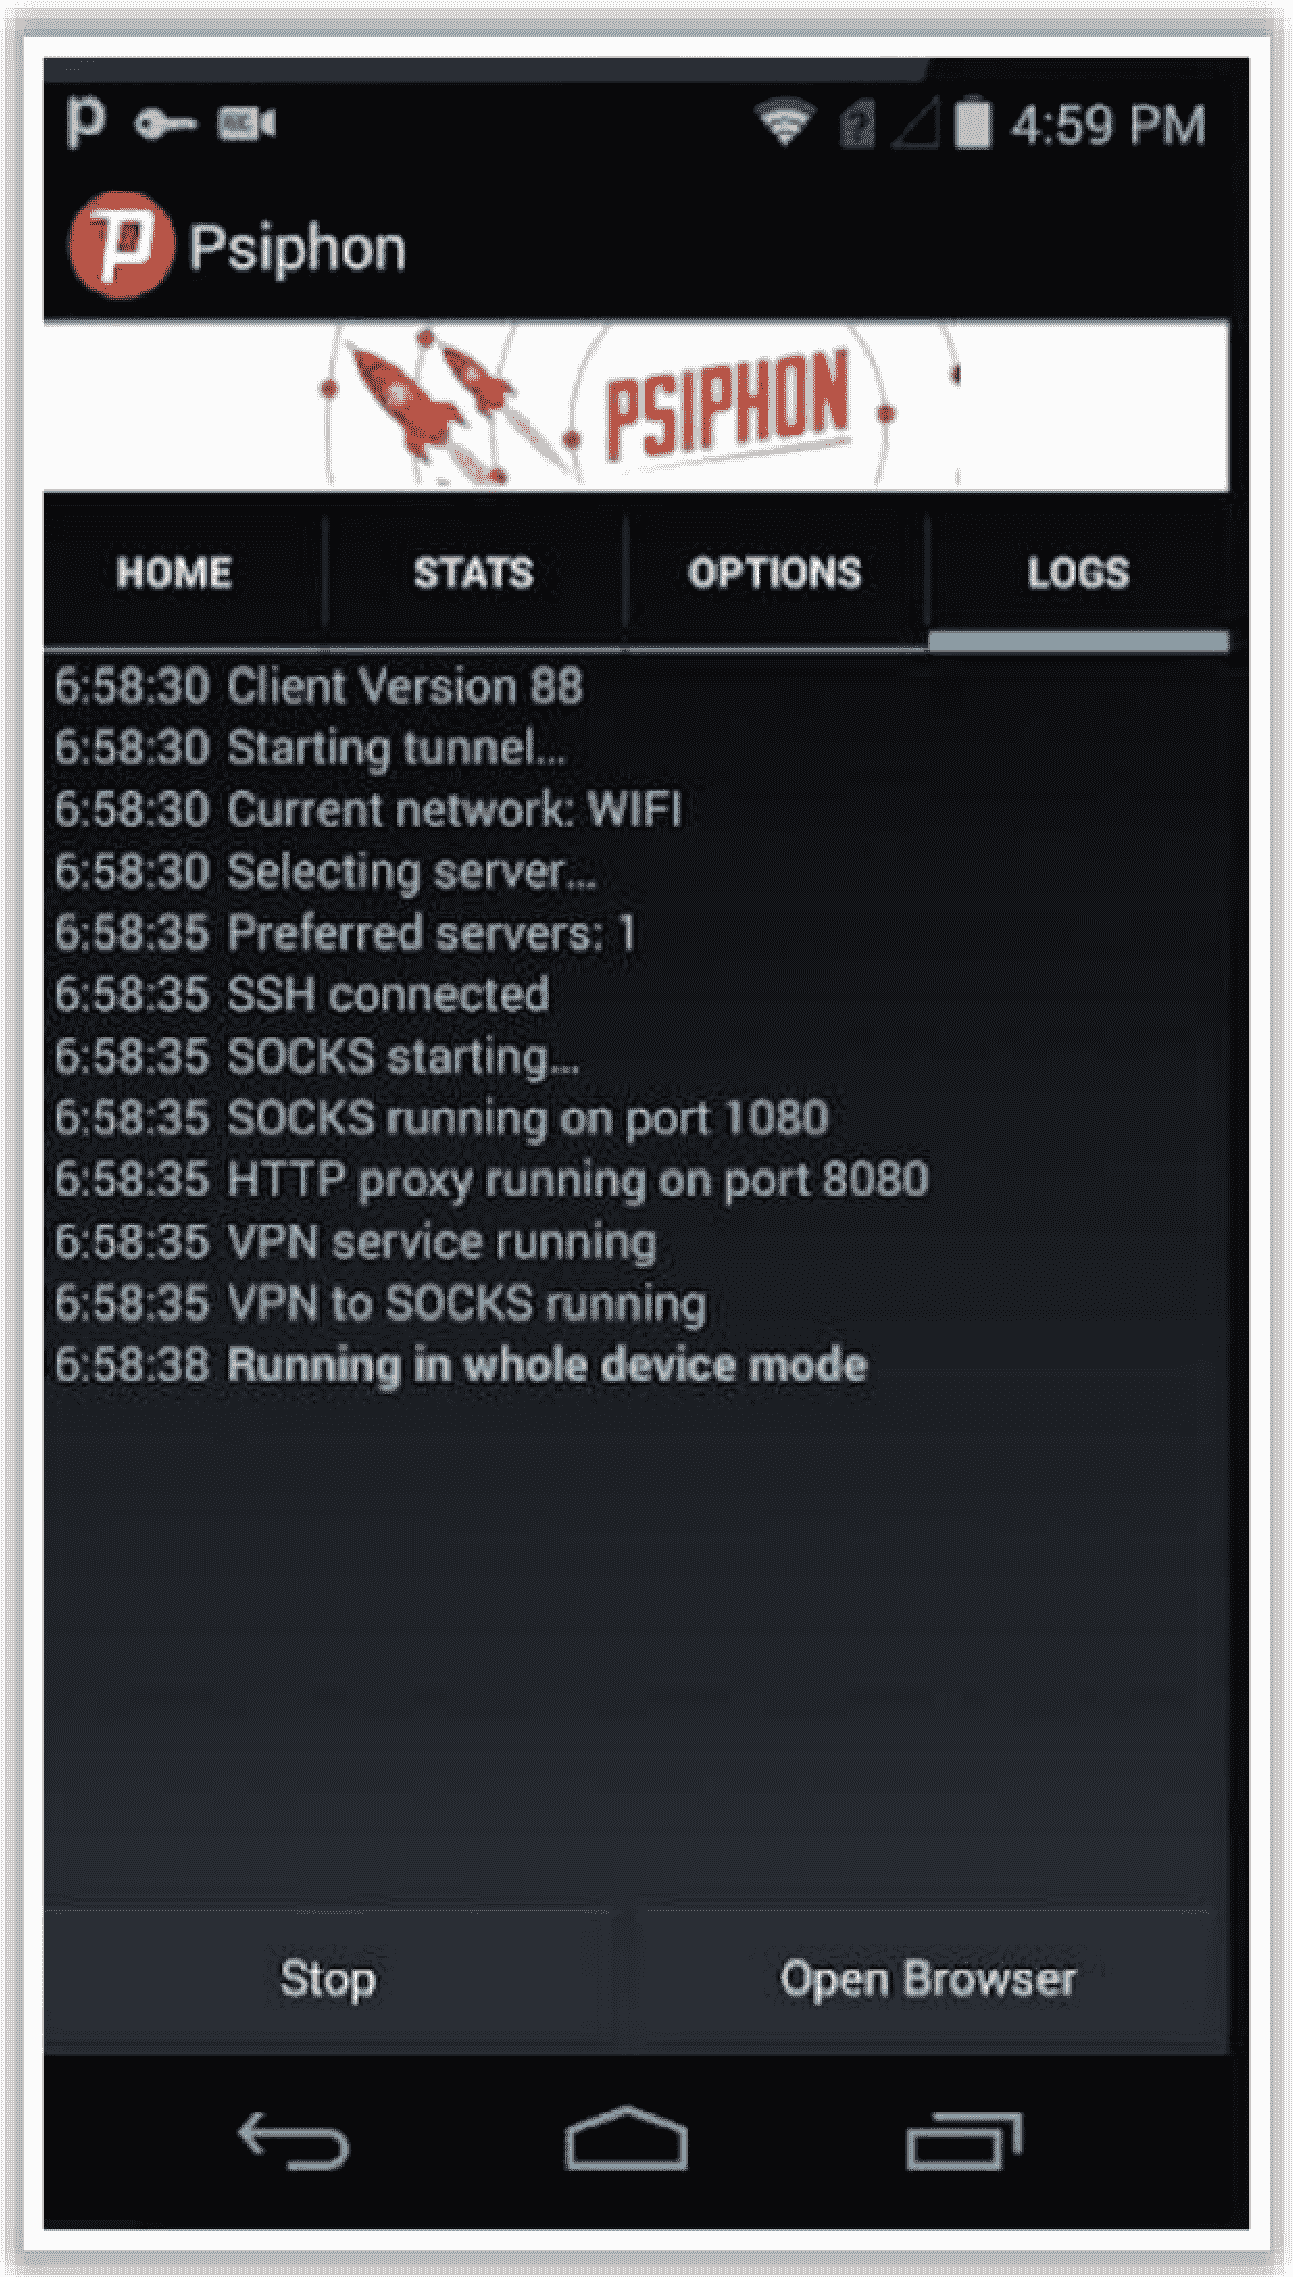 4:59 PM
Psiphon
PSIPHON
HOME STATS OPTIONS LOGS
6:58:30 Client Version 88
6:58:30 Starting tunnel...
6:58:30 Current network: WIFI
6:58:30 Selecting server...
6:58:35 Preferred servers: 1
6:58:35 SSH connected
6:58:35 SOCKS starting...
6:58:35 SOCKS running on port 1080
6:58:35 HTTP proxy running on port 8080
6:58:35 VPN service running
6:58:35 VPN to SOCKS running
6:58:38 Running in whole device mode
Stop Open Browser